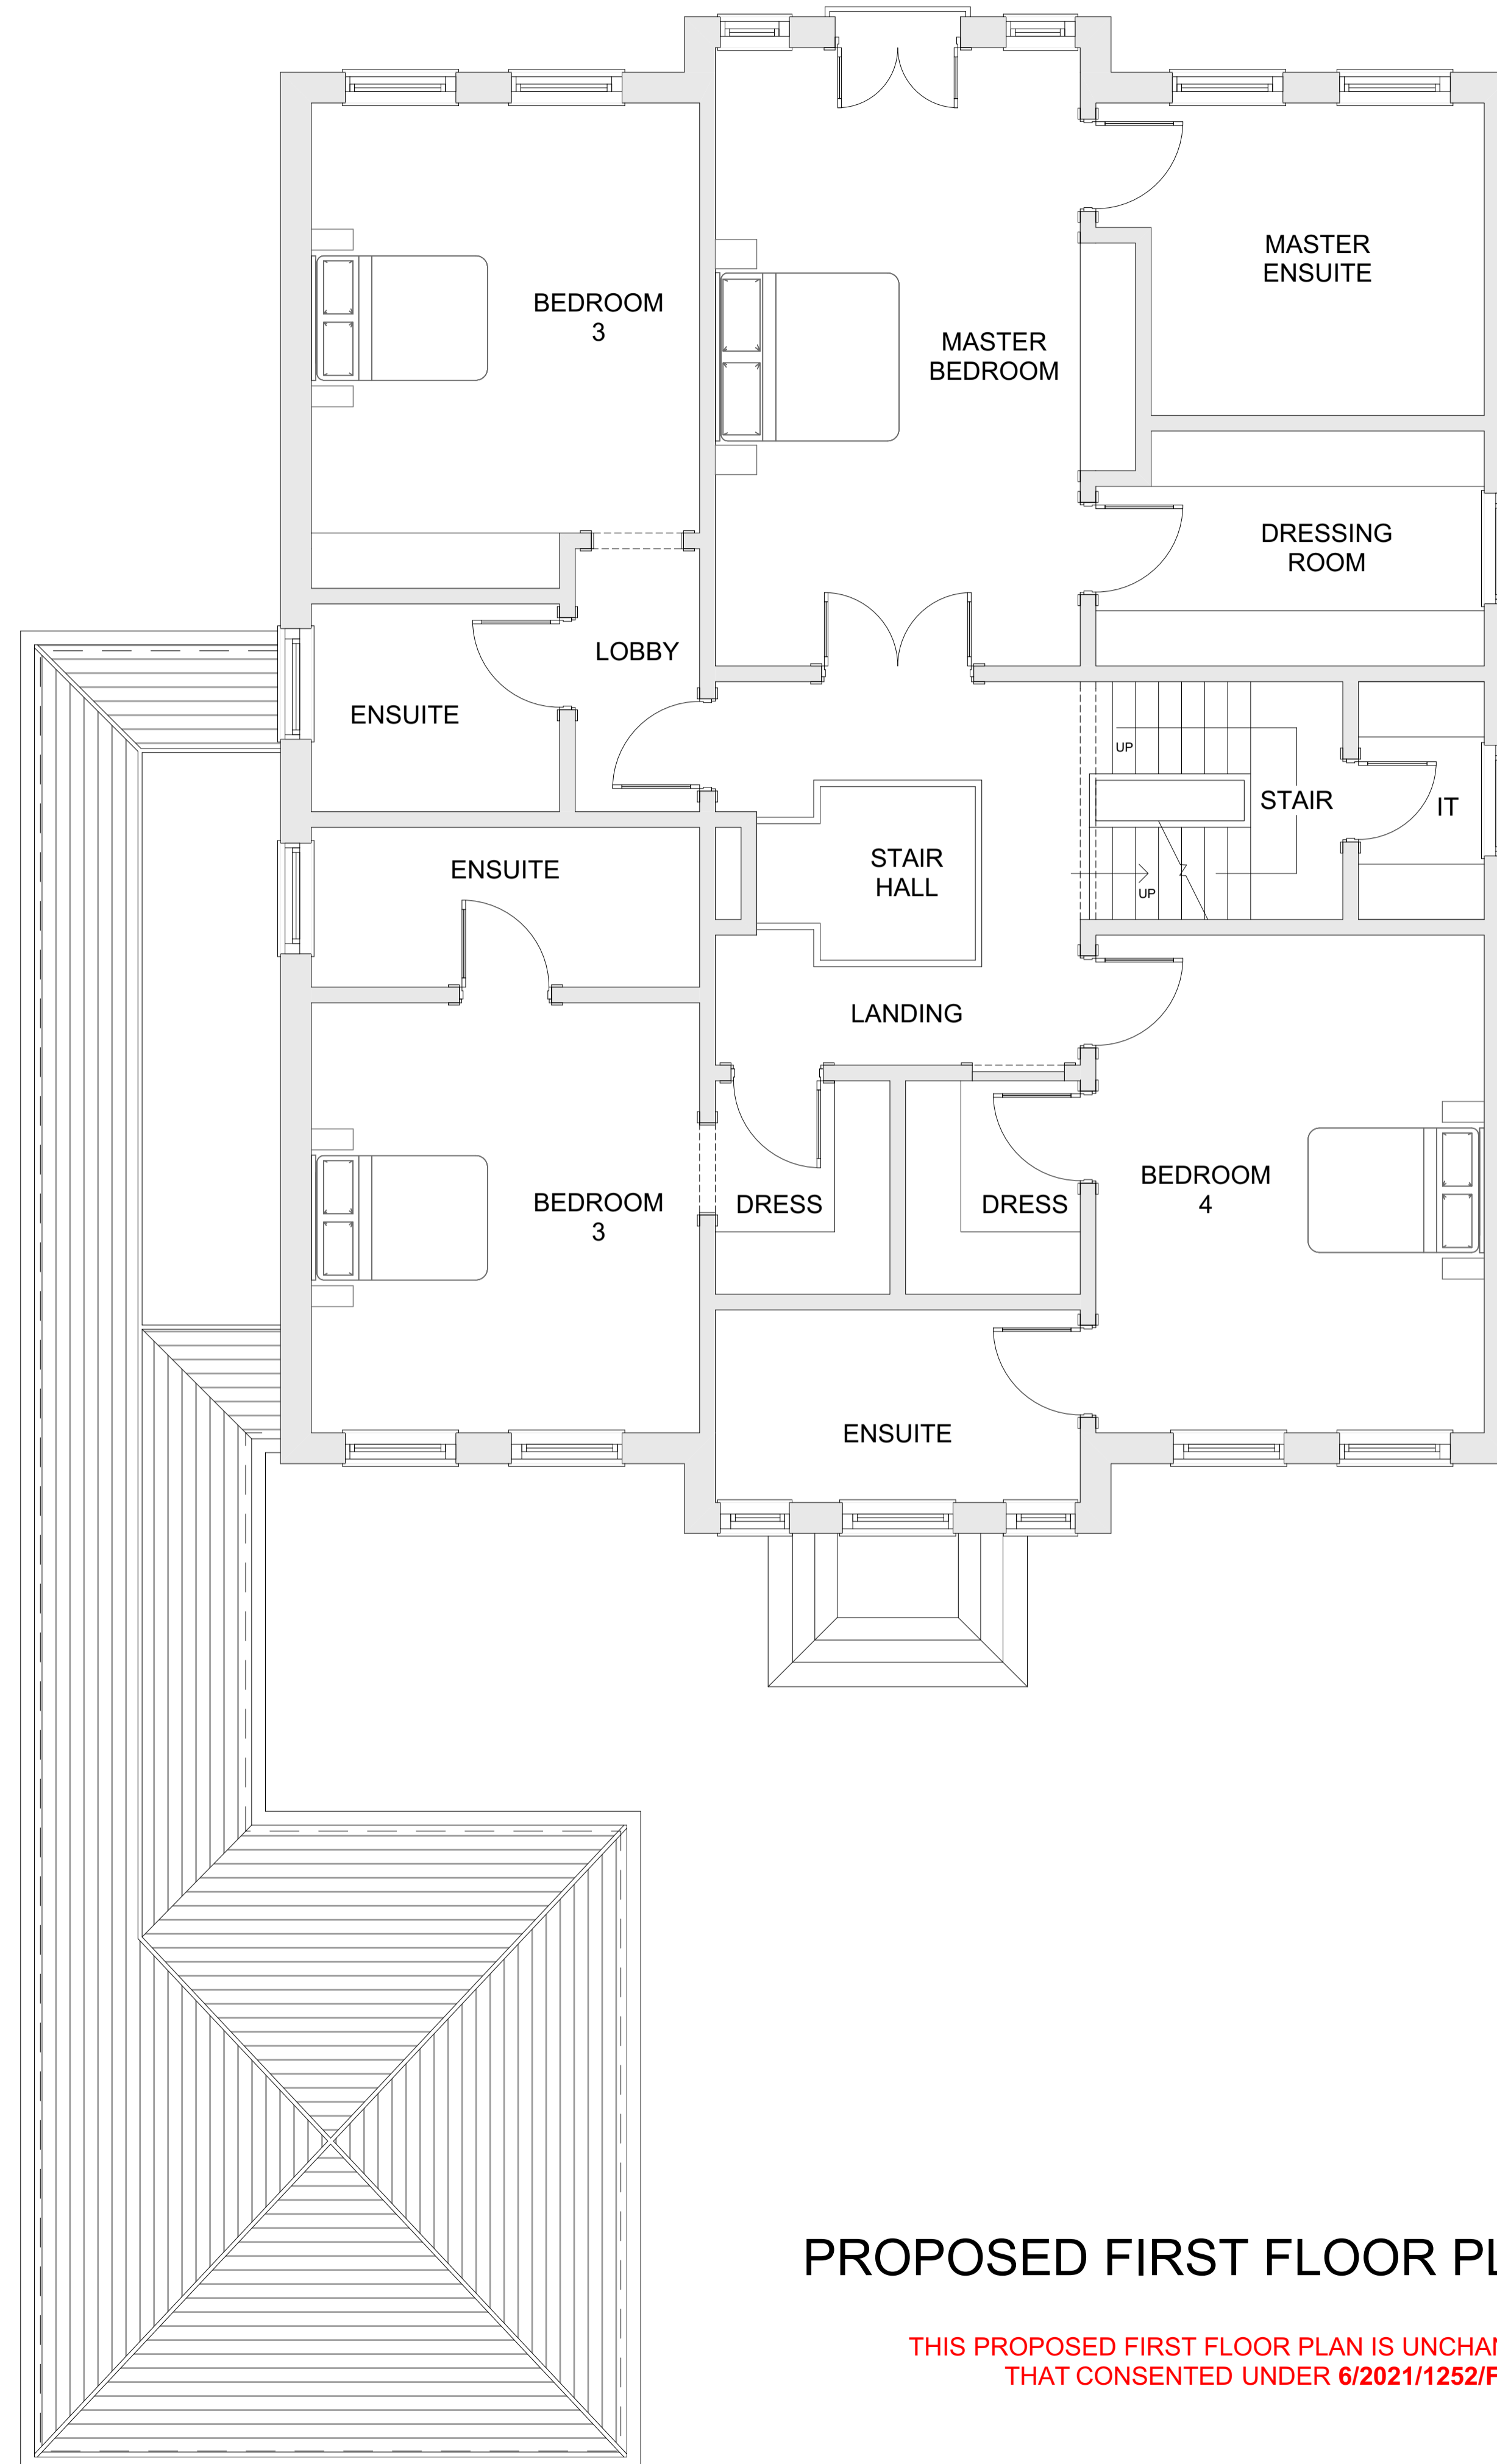 MASTER
ENSUITE
BEDROOM
3
MASTER
BEDROOM
DRESSING
ROOM
LOBBY
ENSUITE
UP
STAIR
IT
STAIR
HALL
ENSUITE
UP
LANDING
BEDROOM
4
BEDROOM
3
DRESS
DRESS
ENSUITE
PROPOSED FIRST FLOOR PL
THIS PROPOSED FIRST FLOOR PLAN IS UNCHAN
THAT CONSENTED UNDER 6/2021/1252/F